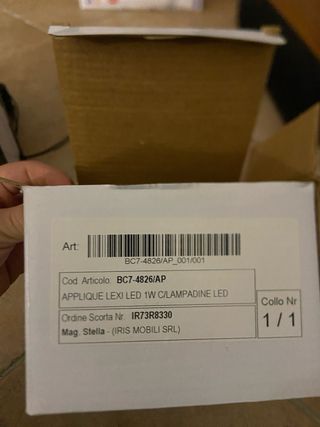 Art:
BC7-4826/AP_001/001
Cod. Articolo: BC7-4826/AP
APPLIQUE LEXI LED 1W C/LAMPADINE LED
Ordine Scorta Nr. IR73R8330
Mag. Stella - (IRIS MOBILI SRL)
Collo Nr
1 / 1